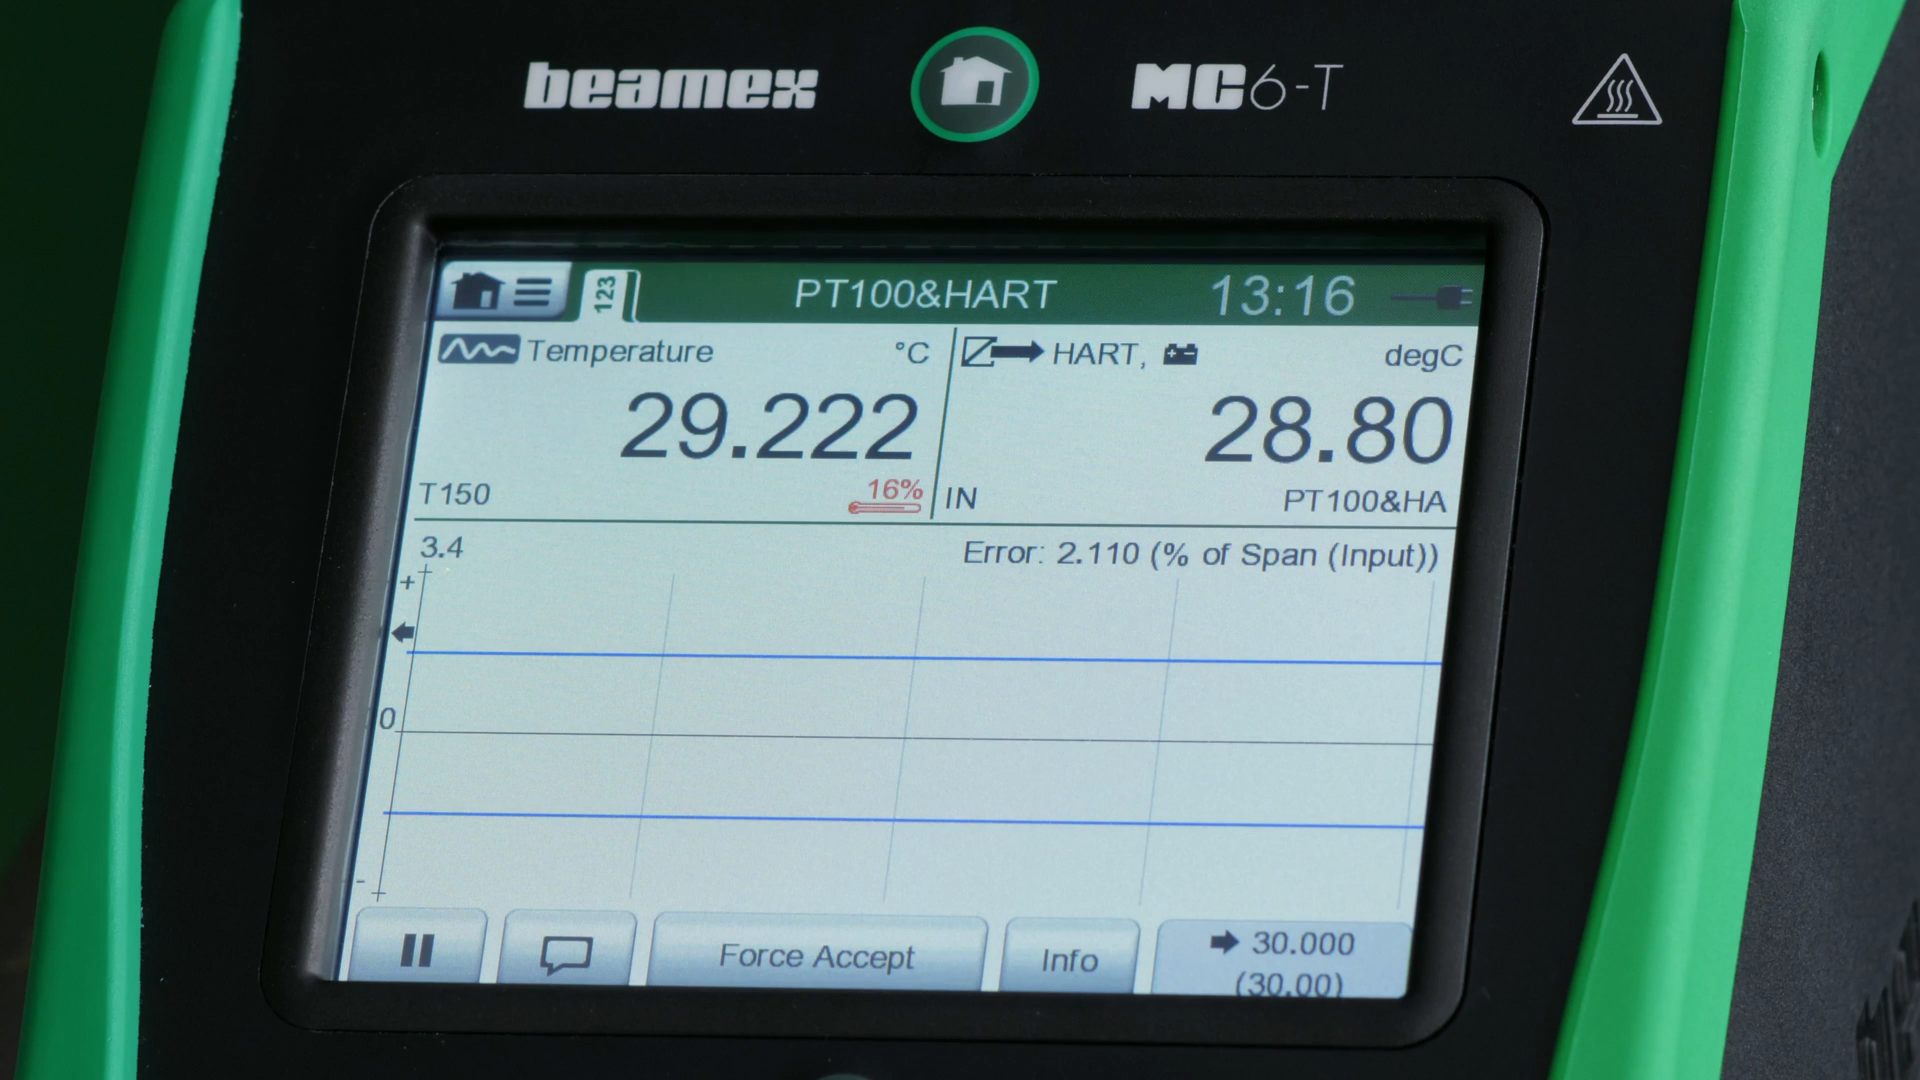 beamex MC6-T
123 PT100&HART 13:16
Temperature °C HART, degC
29.222 28.80
T150 16% IN PT100&HA
3.4 Error: 2.110 (% of Span (Input))
+
0
-
Force Accept Info 30.000
(30.00)